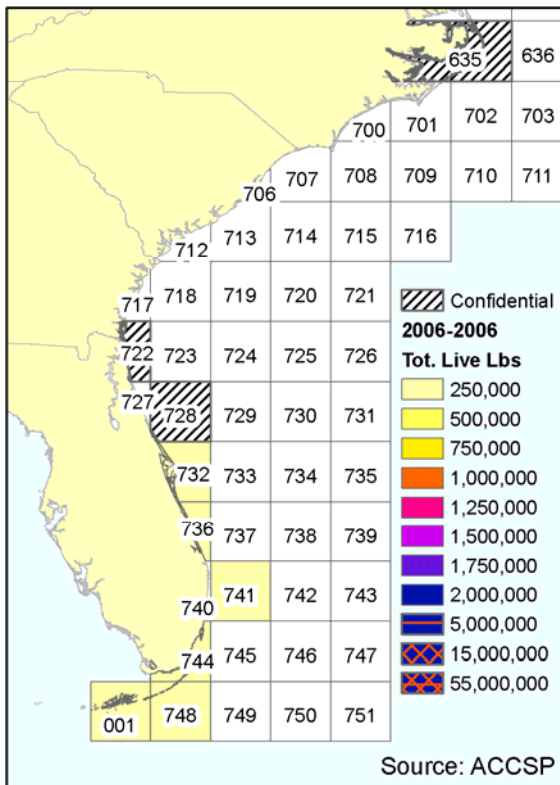 635 636
700 701 702 703
706 707 708 709 710 711
712 713 714 715 716
717 718 719 720 721
722 723 724 725 726
727 728 729 730 731
732 733 734 735
736 737 738 739
740 741 742 743
744 745 746 747
001 748 749 750 751
Confidential
2006-2006
Tot. Live Lbs
250,000
500,000
750,000
1,000,000
1,250,000
1,500,000
1,750,000
2,000,000
5,000,000
15,000,000
55,000,000
Source: ACCSP